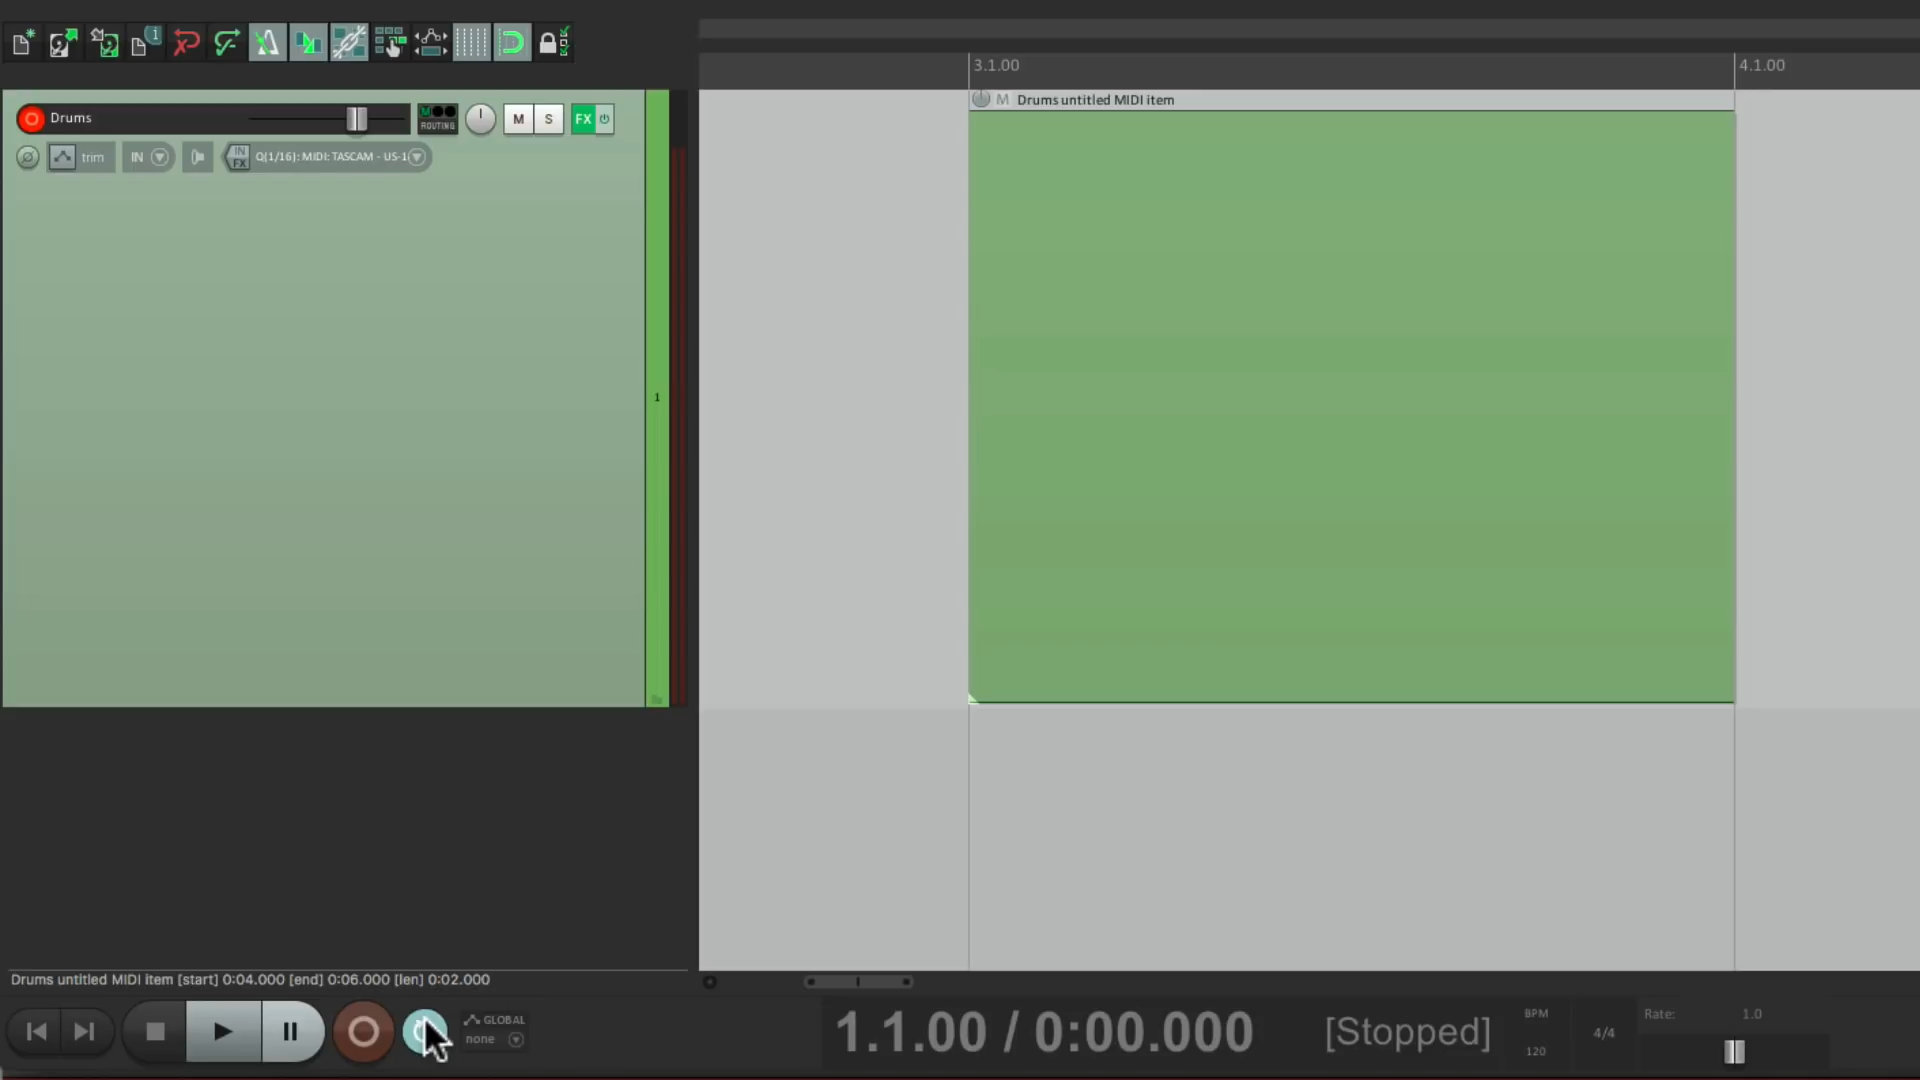 3.1.00
4.1.00
M Drums untitled MIDI item
Drums
ROUTING
M
S
FX
trim
IN
IN
FX
Q(1/16): MIDI: TASCAM - US-1
1
Drums untitled MIDI item [start] 0:04.000 [end] 0:06.000 [len] 0:02.000
GLOBAL
none
1.1.00 / 0:00.000
[Stopped]
BPM
120
4/4
Rate:
1.0